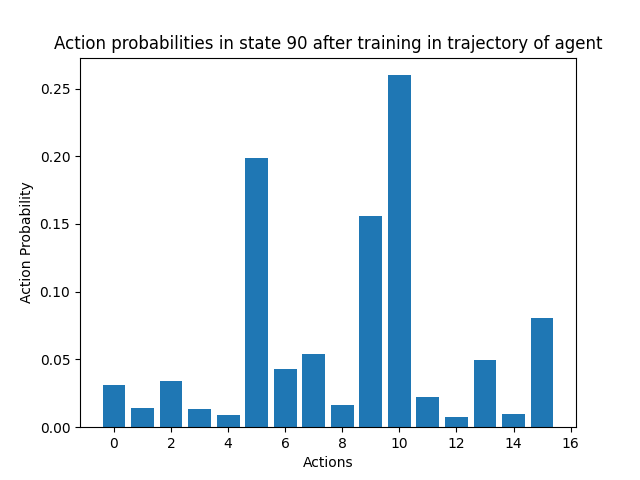 Action probabilities in state 90 after training in trajectory of agent
Action Probability
0.25
0.20
0.15
0.10
0.05
0.00
0 2 4 6 8 10 12 14 16
Actions